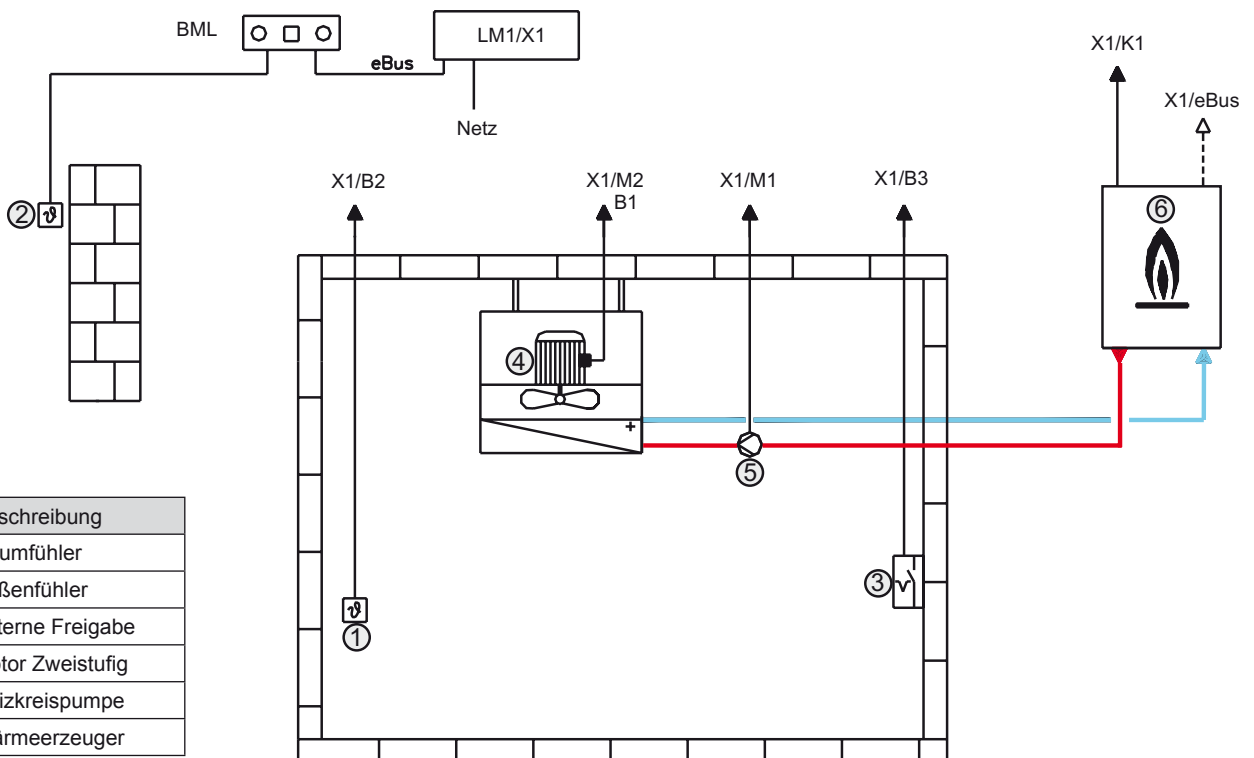 BML
LM1/X1
eBus
Netz
X1/K1
X1/eBus
X1/B2
X1/M2
B1
X1/M1
X1/B3
2
6
4
5
3
1
+
schreibung
umfühler
ßenfühler
terne Freigabe
tor Zweistufig
izkreispumpe
ärmeerzeuger